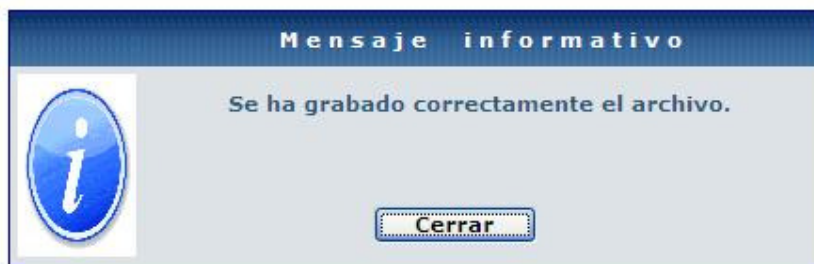 Mensaje informativo
Se ha grabado correctamente el archivo.
Cerrar